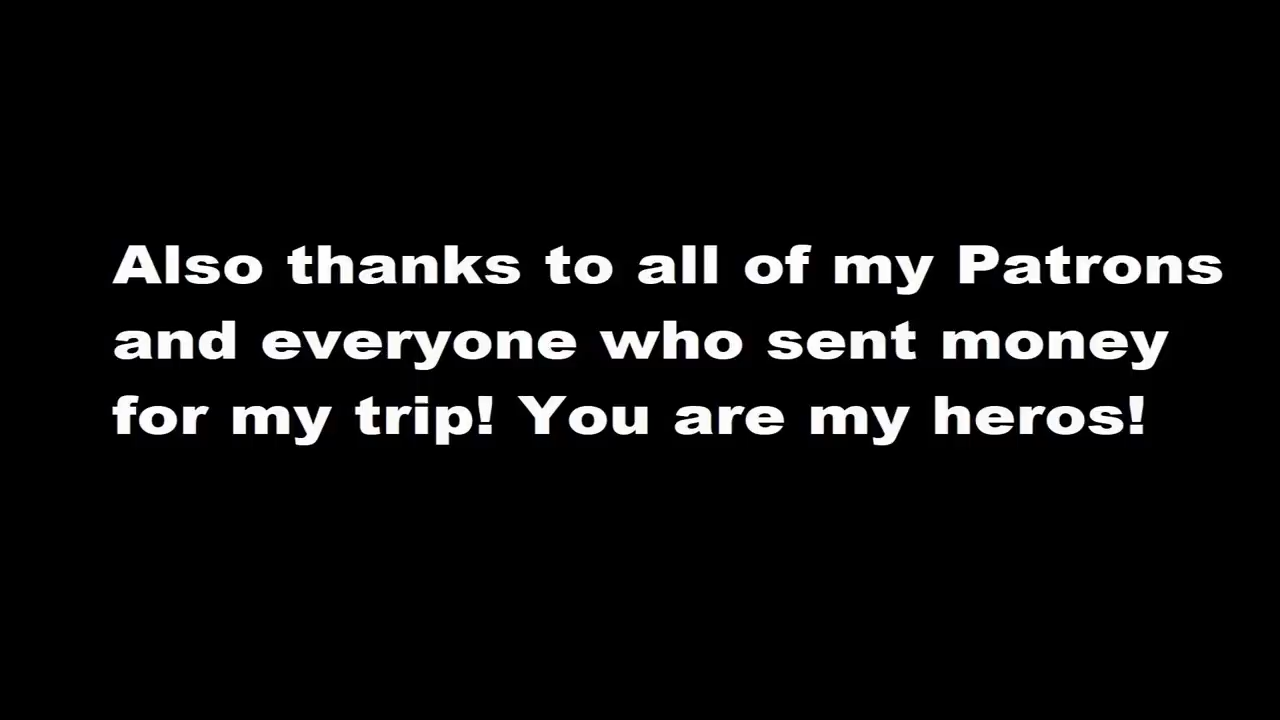 Also thanks to all of my Patrons
and everyone who sent money
for my trip! You are my heros!